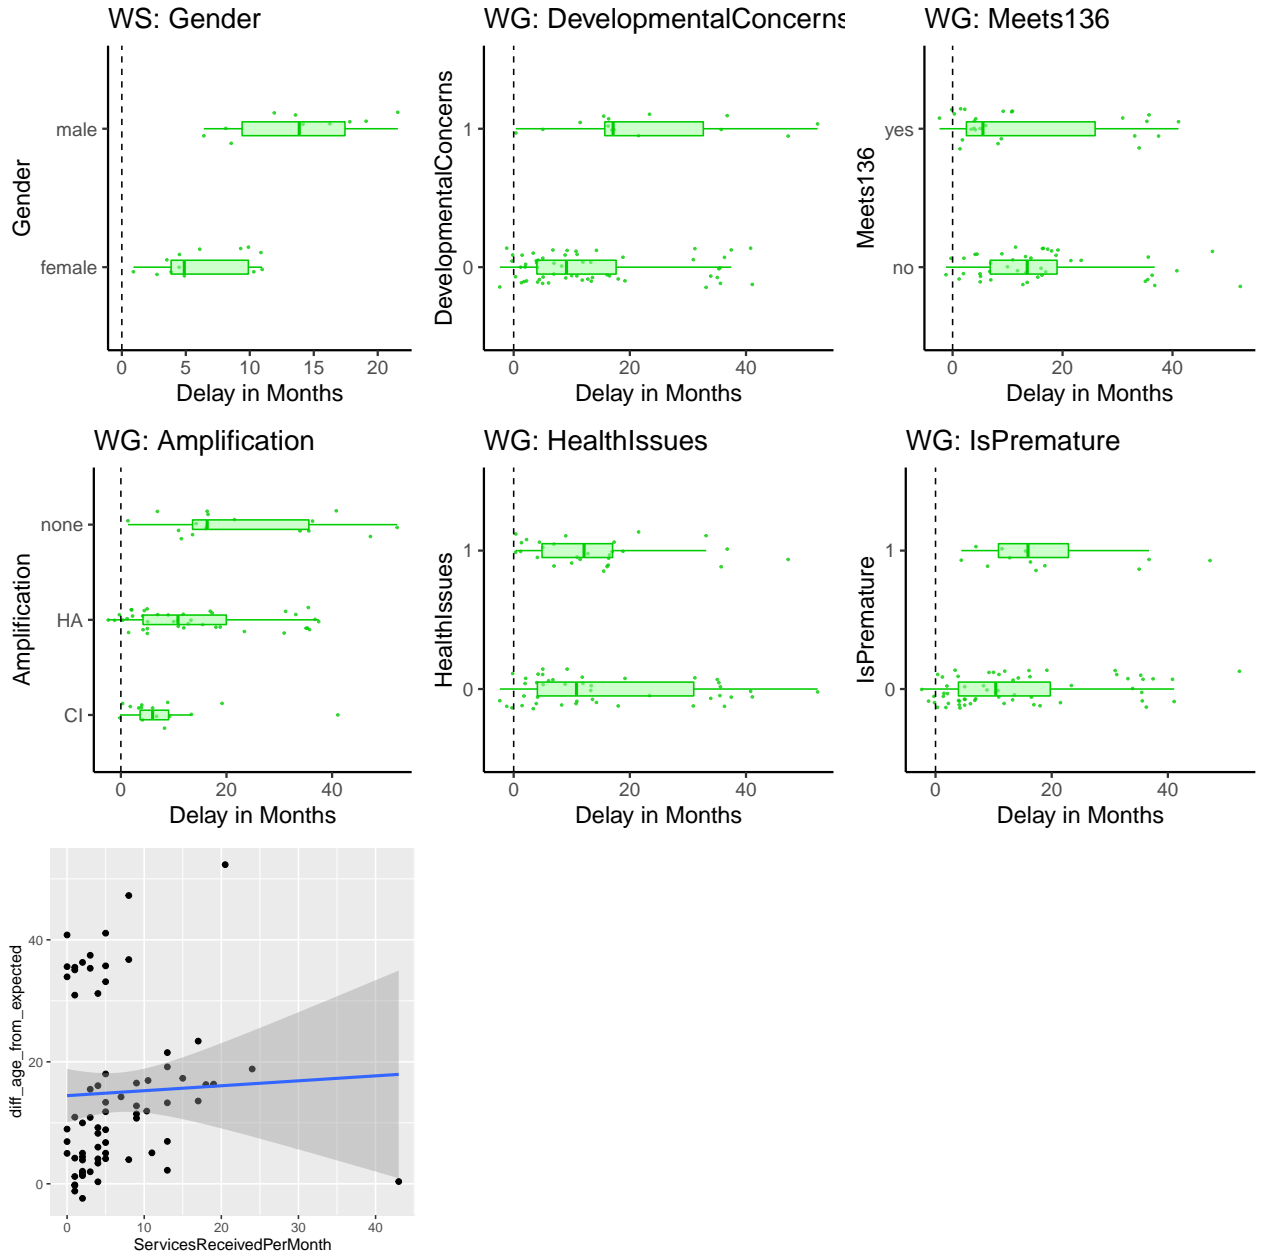 WS: Gender
male
female
Gender
0 5 10 15 20
Delay in Months
WG: DevelopmentalConcerns
1
0
DevelopmentalConcerns
0 20 40
Delay in Months
WG: Meets136
yes
no
Meets136
0 20 40
Delay in Months
WG: Amplification
none
HA
CI
Amplification
0 20 40
Delay in Months
WG: HealthIssues
1
0
HealthIssues
0 20 40
Delay in Months
WG: IsPremature
1
0
IsPremature
0 20 40
Delay in Months
40
20
0
diff_age_from_expected
0 10 20 30 40
ServicesReceivedPerMonth